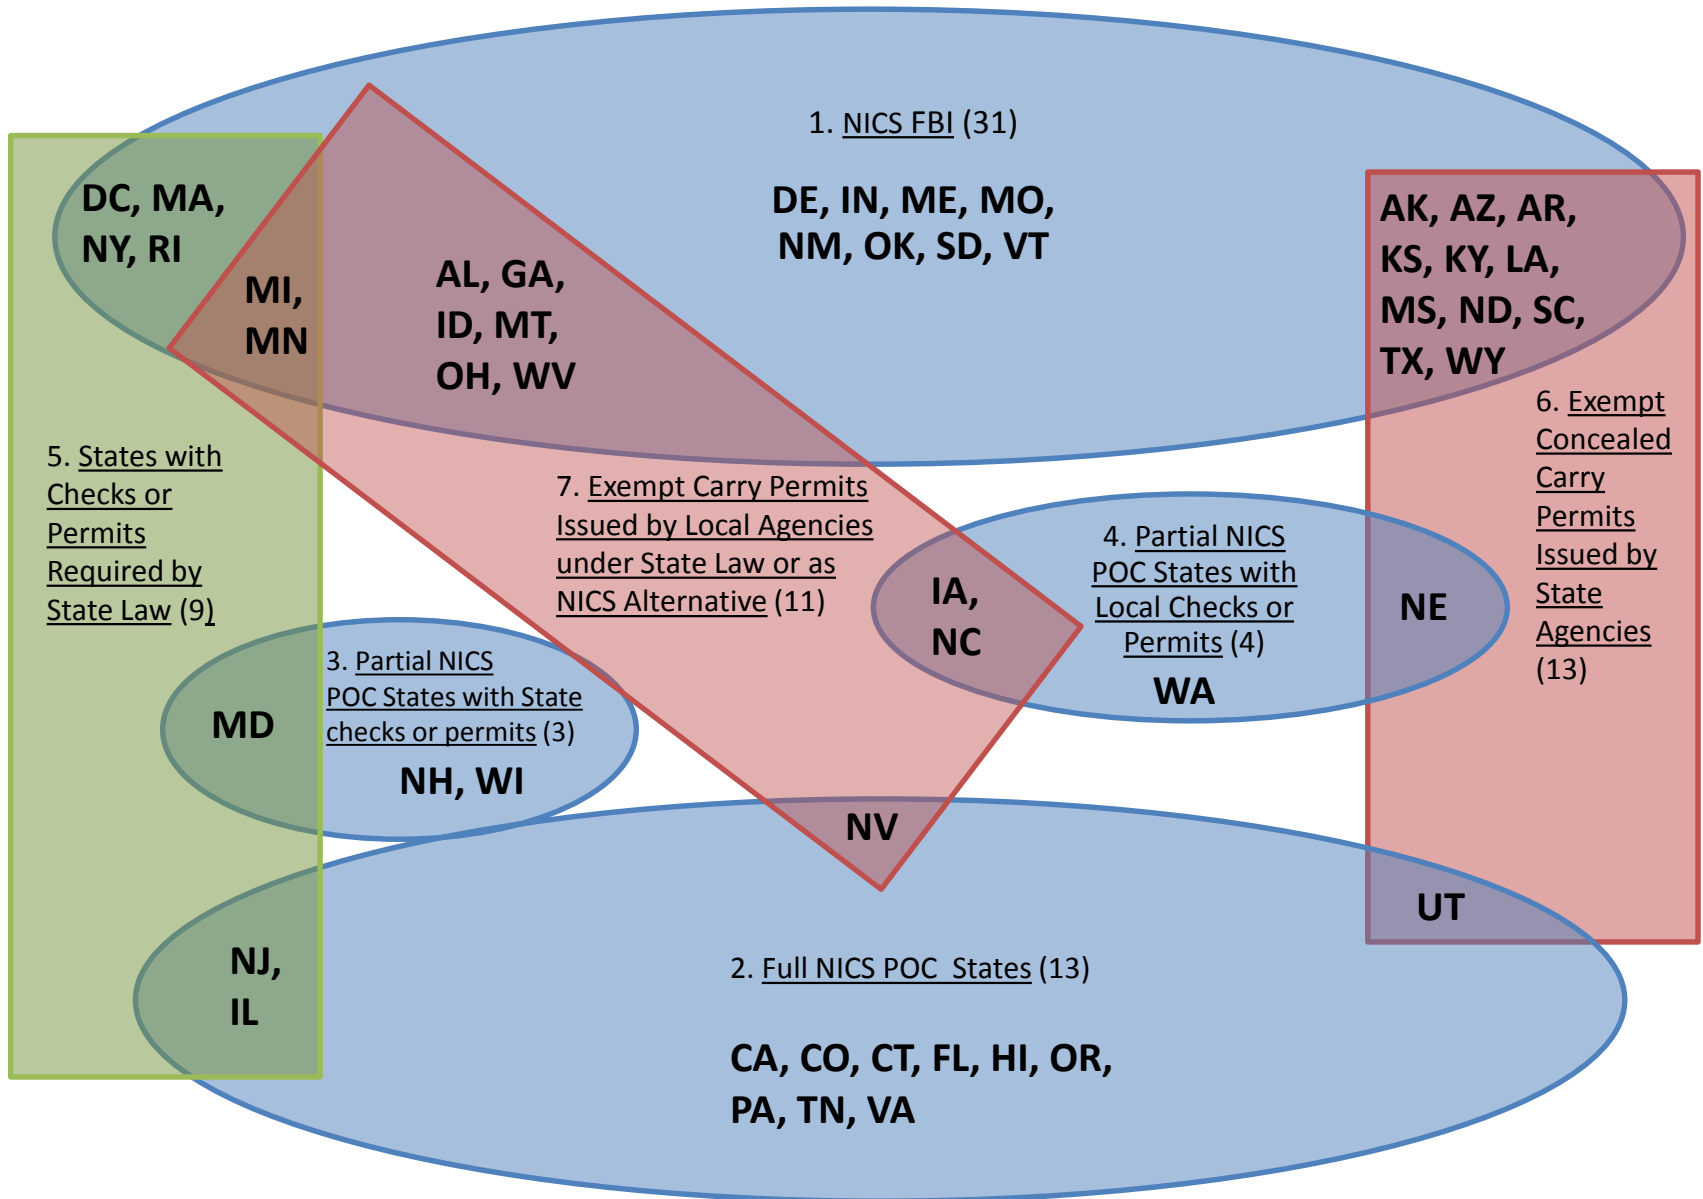 1. NICS FBI (31)
DE, IN, ME, MO,
NM, OK, SD, VT
DC, MA,
NY, RI
MI,
MN
AL, GA,
ID, MT,
OH, WV
AK, AZ, AR,
KS, KY, LA,
MS, ND, SC,
TX, WY
6. Exempt
Concealed
Carry
Permits
Issued by
State
Agencies
(13)
5. States with
Checks or
Permits
Required by
State Law (9)
7. Exempt Carry Permits
Issued by Local Agencies
under State Law or as
NICS Alternative (11)
IA,
NC
4. Partial NICS
POC States with
Local Checks or
Permits (4)
WA
NE
MD
3. Partial NICS
POC States with State
checks or permits (3)
NH, WI
NV
UT
NJ,
IL
2. Full NICS POC  States (13)
CA, CO, CT, FL, HI, OR,
PA, TN, VA